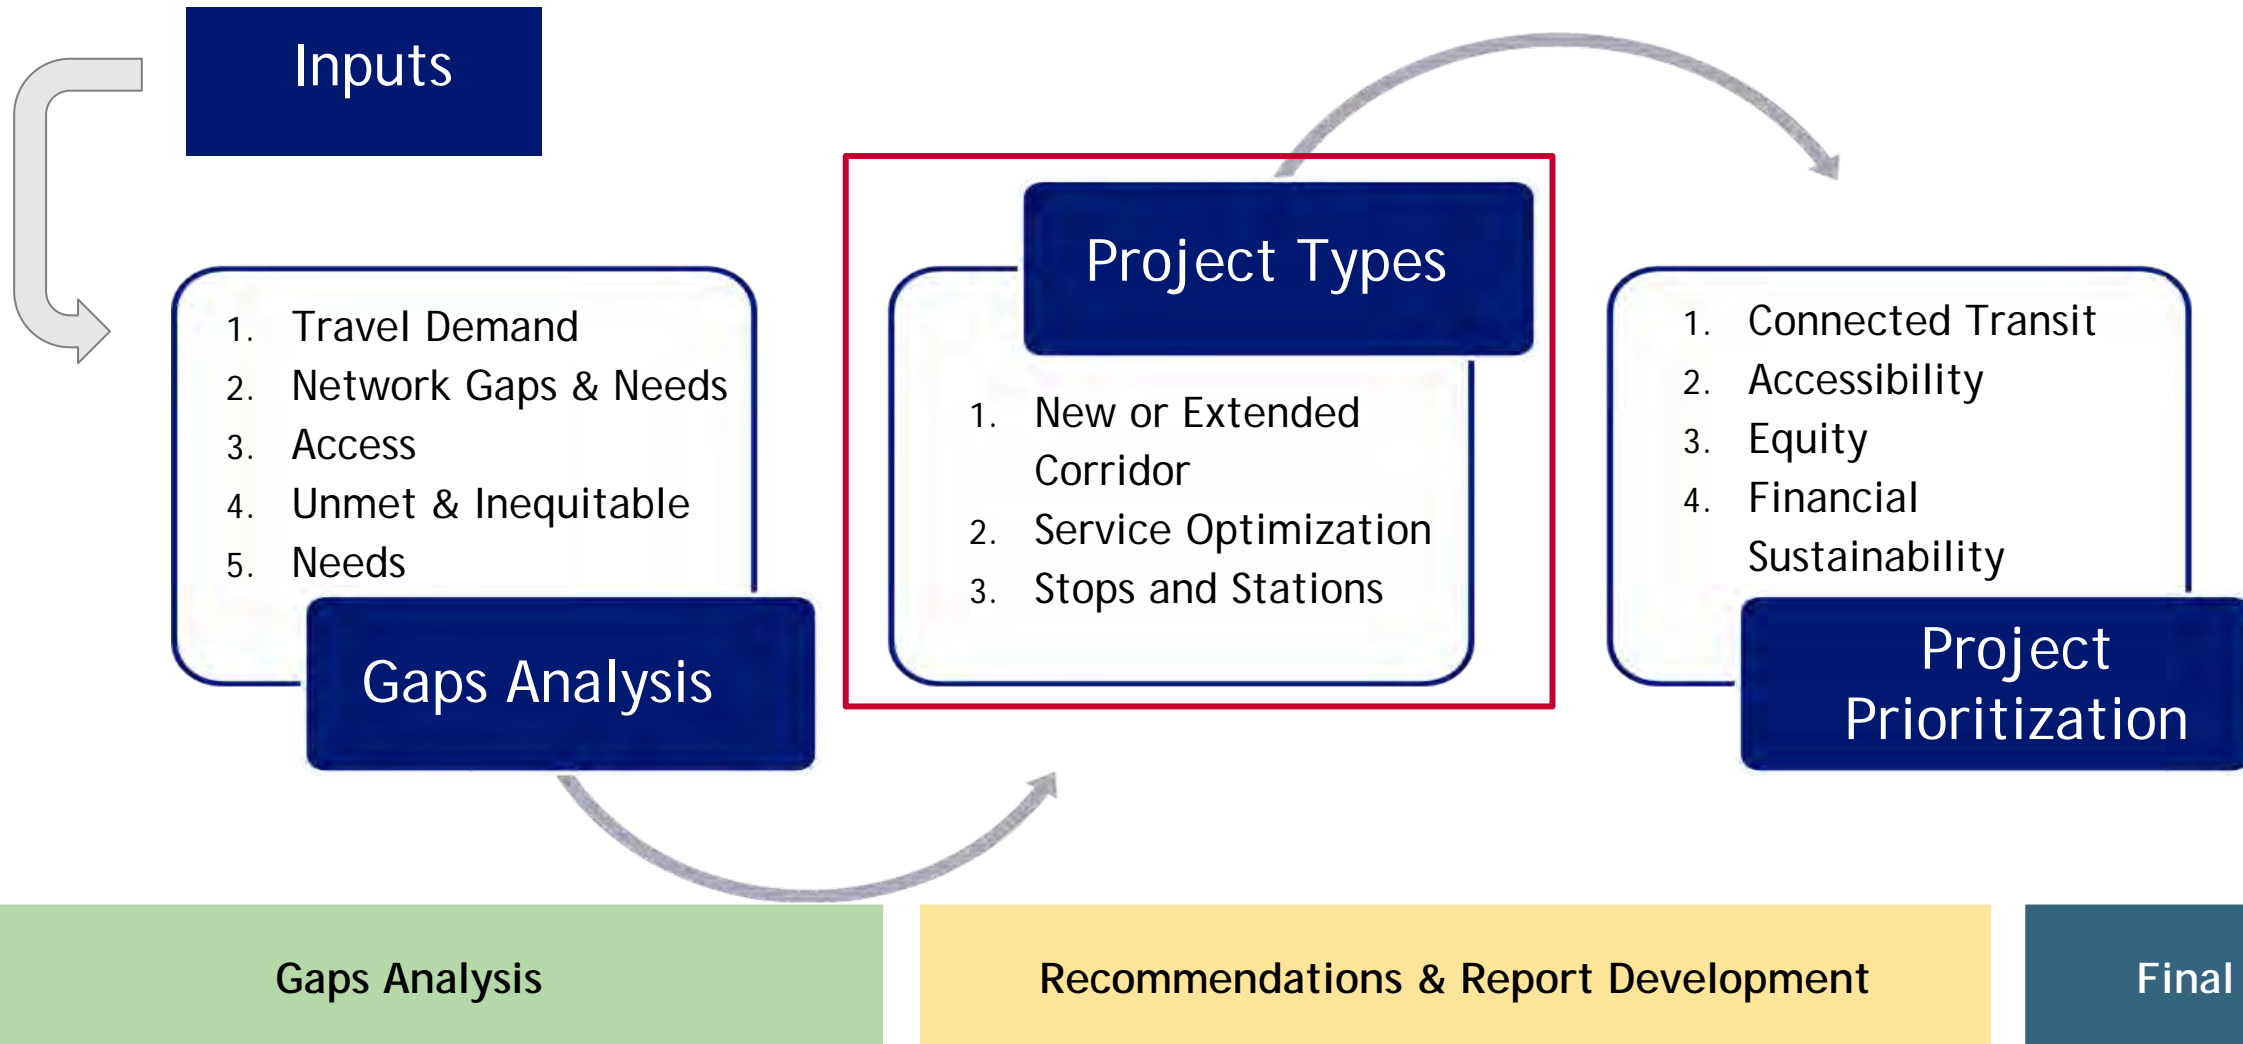 Inputs
1. Travel Demand
2. Network Gaps & Needs
3. Access
4. Unmet & Inequitable
5. Needs
Gaps Analysis
Project Types
1. New or Extended
Corridor
2. Service Optimization
3. Stops and Stations
1. Connected Transit
2. Accessibility
3. Equity
4. Financial
Sustainability
Project
Prioritization
Gaps Analysis
Recommendations & Report Development
Final